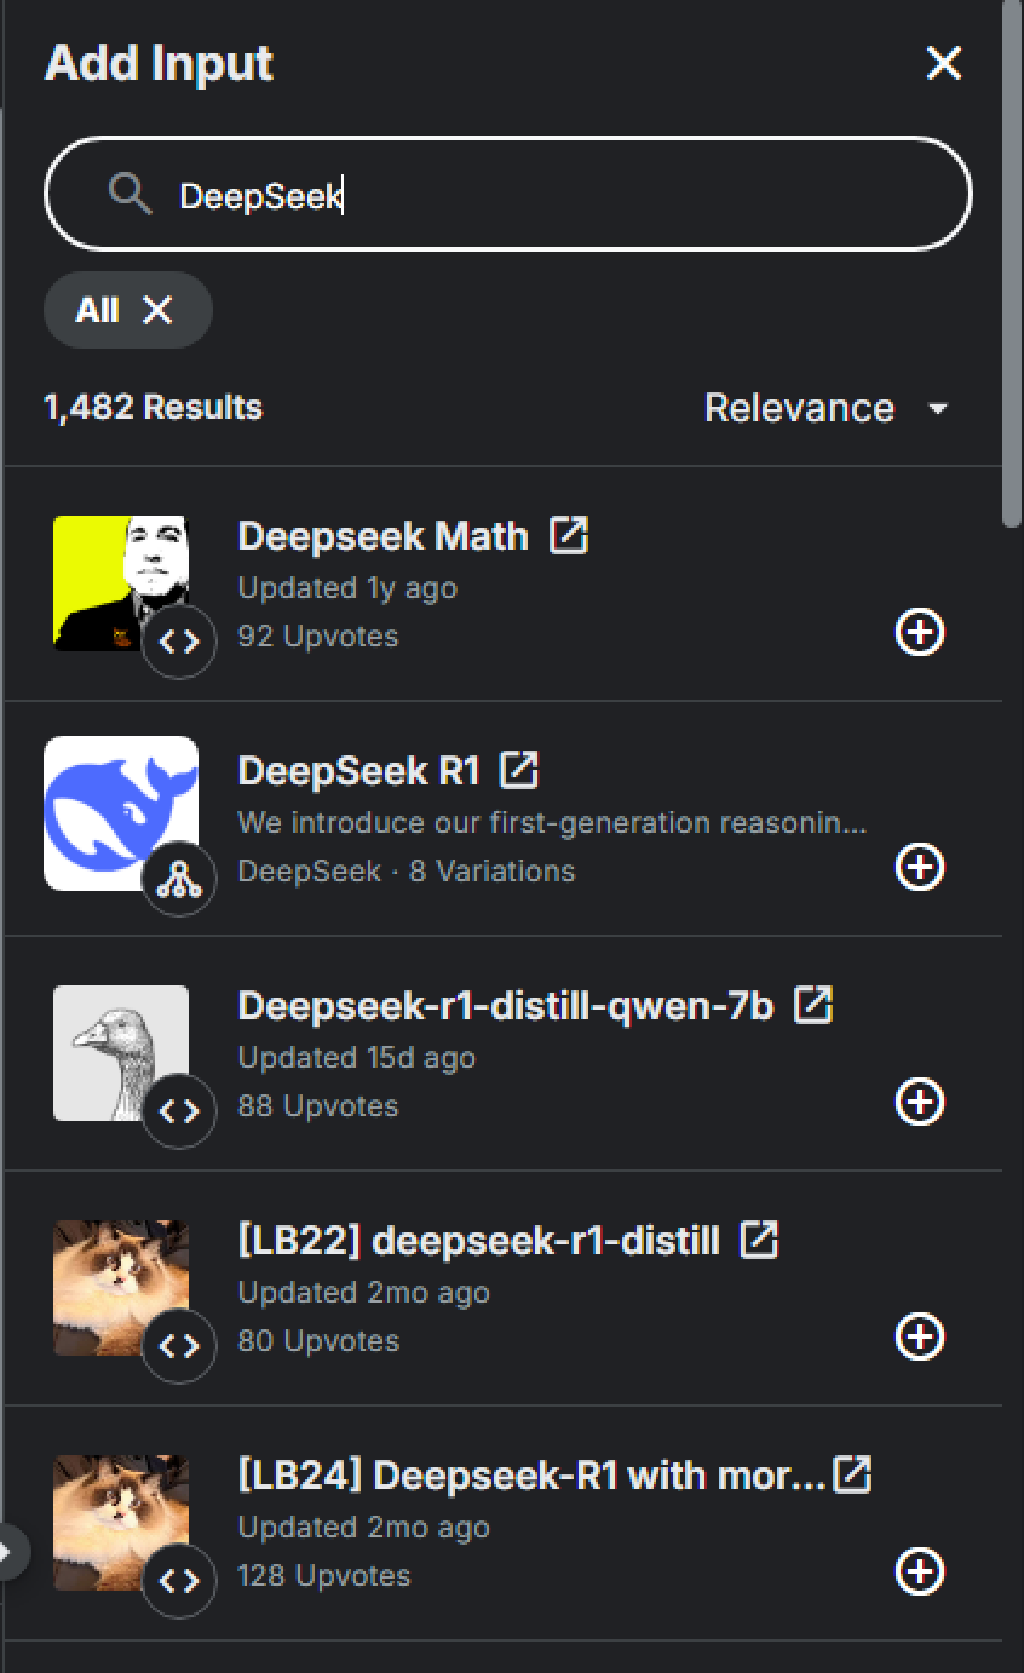 Add Input
DeepSeek
All
1,482 Results
Relevance
Deepseek Math
Updated 1y ago
92 Upvotes
DeepSeek R1
We introduce our first-generation reasonin...
DeepSeek · 8 Variations
Deepseek-r1-distill-qwen-7b
Updated 15d ago
88 Upvotes
[LB22] deepseek-r1-distill
Updated 2mo ago
80 Upvotes
[LB24] Deepseek-R1 with mor...
Updated 2mo ago
128 Upvotes